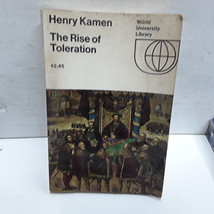 Henry Kamen
The Rise of
Toleration
$2.45
World
University
Library